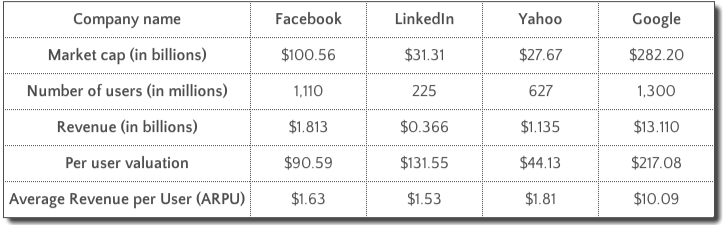 Company name Facebook LinkedIn Yahoo Google
Market cap (in billions) $100.56 $31.31 $27.67 $282.20
Number of users (in millions) 1,110 225 627 1,300
Revenue (in billions) $1.813 $0.366 $1.135 $13.110
Per user valuation $90.59 $131.55 $44.13 $217.08
Average Revenue per User (ARPU) $1.63 $1.53 $1.81 $10.09